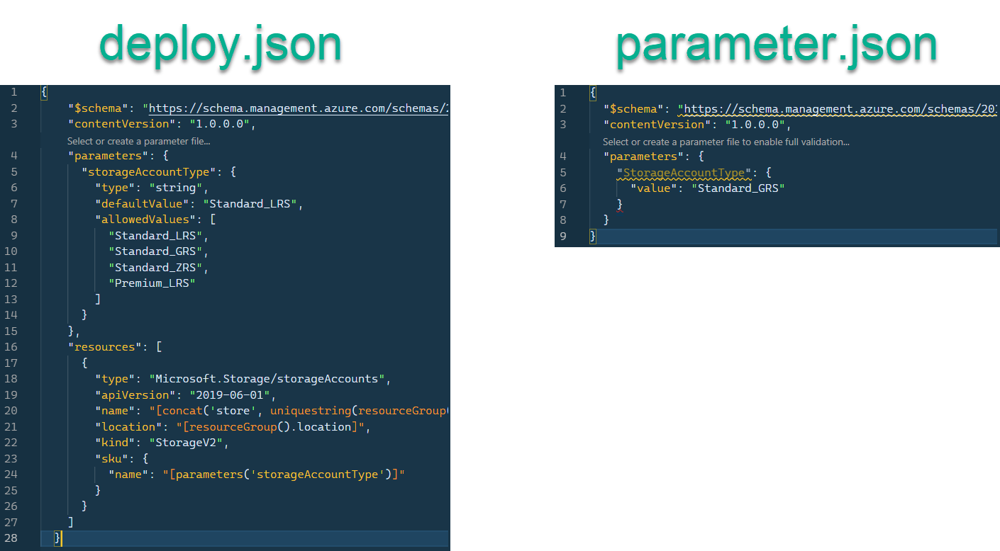 deploy.json
1 {
2 "$schema": "https://schema.management.azure.com/schemas/
3 "contentVersion": "1.0.0.0",
Select or create a parameter file...
4 "parameters": {
5 "storageAccountType": {
6 "type": "string",
7 "defaultValue": "Standard_LRS",
8 "allowedValues": [
9 "Standard_LRS",
10 "Standard_GRS",
11 "Standard_ZRS",
12 "Premium_LRS"
13 ]
14 }
15 },
16 "resources": [
17 {
18 "type": "Microsoft.Storage/storageAccounts",
19 "apiVersion": "2019-06-01",
20 "name": "[concat('store', uniquestring(resourceGroup(
21 "location": "[resourceGroup().location]",
22 "kind": "StorageV2",
23 "sku": {
24 "name": "[parameters('storageAccountType')]"
25 }
26 }
27 ]
28 }
parameter.json
1 {
2 "$schema": "https://schema.management.azure.com/schemas/201
3 "contentVersion": "1.0.0.0",
Select or create a parameter file to enable full validation...
4 "parameters": {
5 "StorageAccountType": {
6 "value": "Standard_GRS"
7 }
8 }
9 }